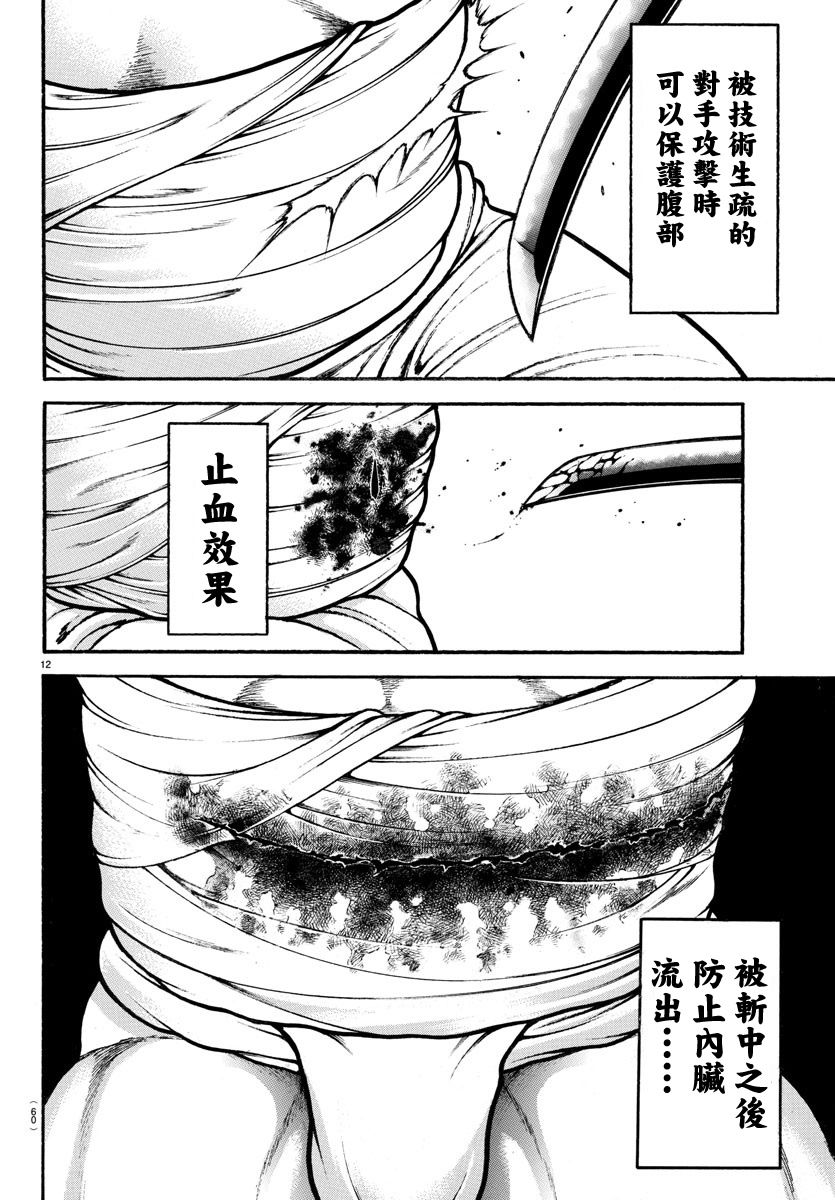 被技術生疏的
對手攻擊時
可以保護腹部
止血效果
12
被斬中之後
防止內臟
流出……
(60)